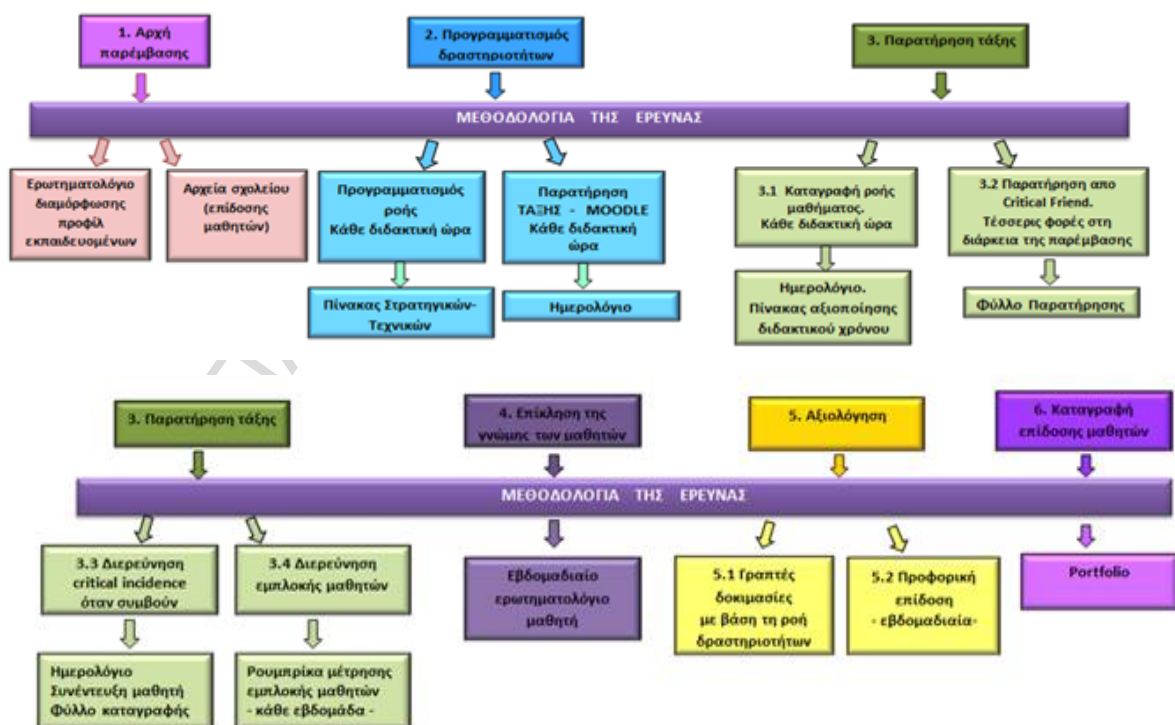 1. Αρχή
παρέμβασης
2. Προγραμματισμός
δραστηριοτήτων
3. Παρατήρηση τάξης
ΜΕΘΟΔΟΛΟΓΙΑ ΤΗΣ ΕΡΕΥΝΑΣ
Ερωτηματολόγιο
διαμόρφωσης
προφίλ
εκπαιδευομένων
Αρχεία σχολείου
(επίδοσης
μαθητών)
Προγραμματισμός
ροής
Κάθε διδακτική ώρα
Παρατήρηση
ΤΑΞΗΣ - MOODLE
Κάθε διδακτική
ώρα
3.1 Καταγραφή ροής
μαθήματος.
Κάθε διδακτική ώρα
3.2 Παρατήρηση απο
Critical Friend.
Τέσσερις φορές στη
διάρκεια της παρέμβασης
Πίνακας Στρατηγικών-
Τεχνικών
Ημερολόγιο
Ημερολόγιο.
Πίνακας αξιοποίησης
διδακτικού χρόνου
Φύλλο Παρατήρησης
3. Παρατήρηση τάξης
4. Επίκληση της
γνώμης των μαθητών
5. Αξιολόγηση
6. Καταγραφή
επίδοσης μαθητών
ΜΕΘΟΔΟΛΟΓΙΑ ΤΗΣ ΕΡΕΥΝΑΣ
3.3 Διερεύνηση
critical incidence
όταν συμβούν
3.4 Διερεύνηση
εμπλοκής μαθητών
Εβδομαδιαίο
ερωτηματολόγιο
μαθητή
5.1 Γραπτές
δοκιμασίες
με βάση τη ροή
δραστηριοτήτων
5.2 Προφορική
επίδοση
- εβδομαδιαία-
Portfolio
Ημερολόγιο
Συνέντευξη μαθητή
Φύλλο καταγραφής
Ρουμπρίκα μέτρησης
εμπλοκής μαθητών
- κάθε εβδομάδα -